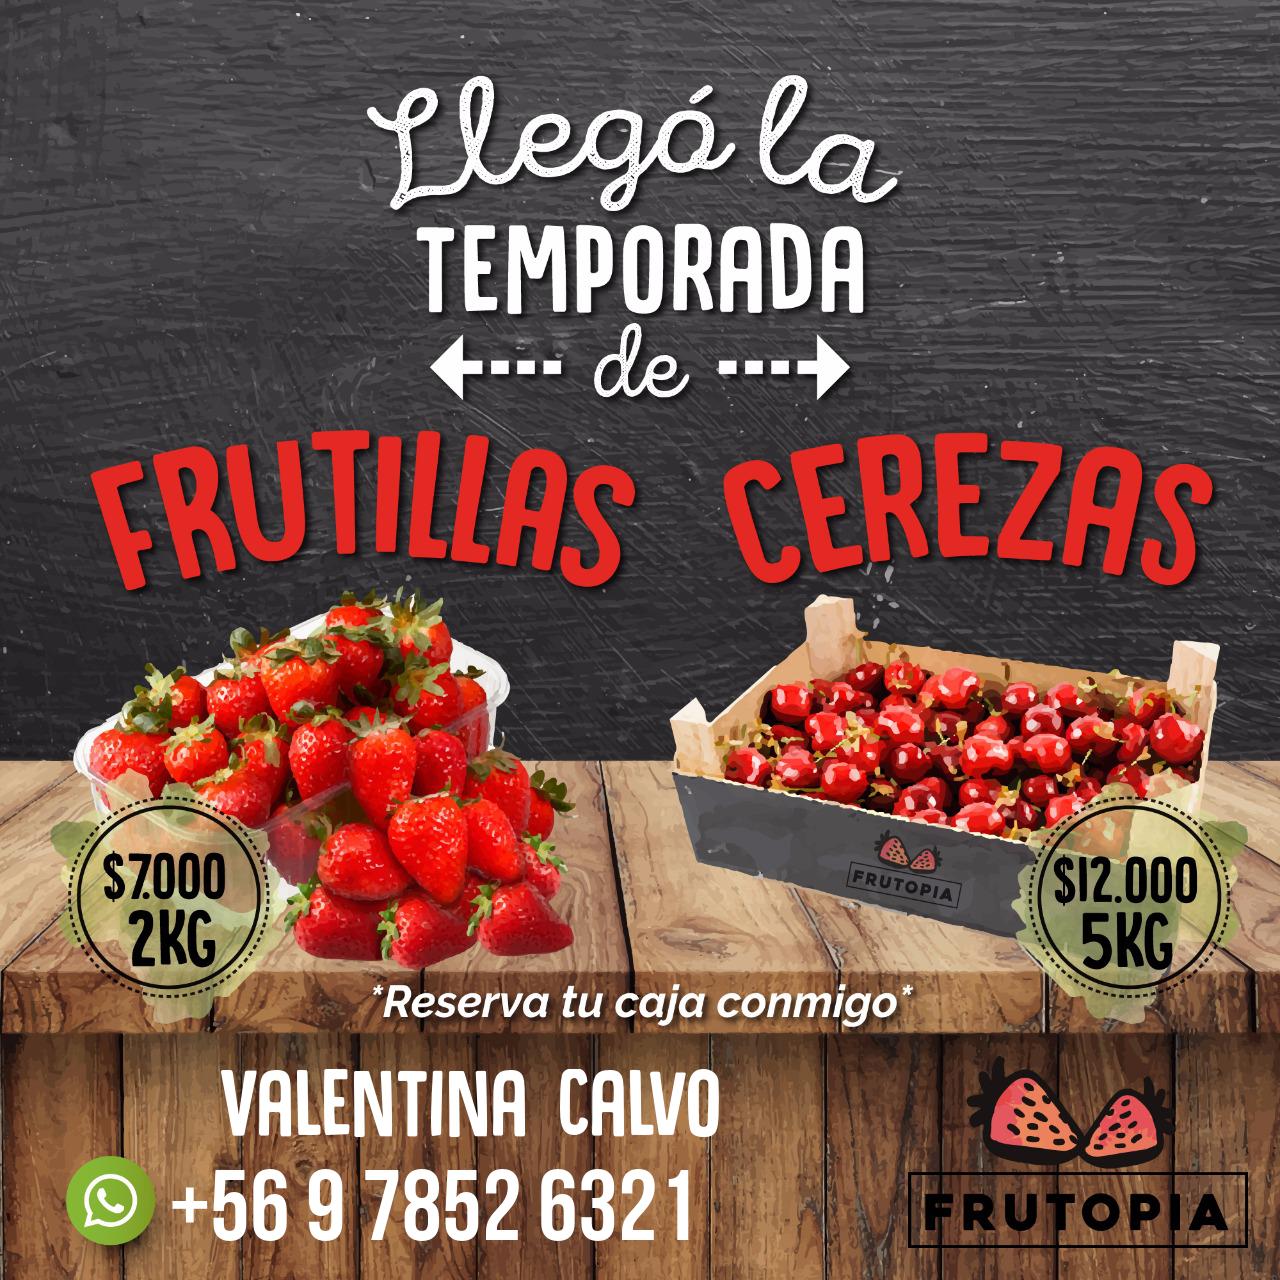 Llegó la
TEMPORADA
de
FRUTILLAS CEREZAS
FRUTOPIA
$7.000
2KG
$12.000
5KG
*Reserva tu caja conmigo*
VALENTINA CALVO
+56 9 7852 6321
FRUTOPIA